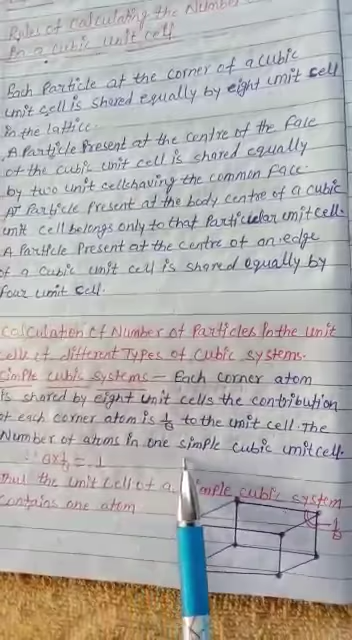 Rules of Calculating the Number
in a cubic unit cell
Each Particle at the corner of a cubic
unit cell is shared equally by eight unit cell
in the lattice.
A Particle Present at the centre of the face
of the cubic unit cell is shared equally
by two unit cells having the common face.
A Particle Present at the body centre of a cubic
unit cell belongs only to that Particular unit cell.
A Particle Present at the centre of an edge
of a cubic unit cell is shared equally by
four unit cell.
Calculation of Number of Particles in the unit
cells of different Types of cubic systems.
Simple cubic systems – Each corner atom
is shared by eight unit cells the contribution
of each corner atom is 1/8 to the unit cell. The
Number of atoms in one simple cubic unit cell.
∴ 8×1/8 = 1
the unit cell of a simple cubic system
contains one atom
1/8